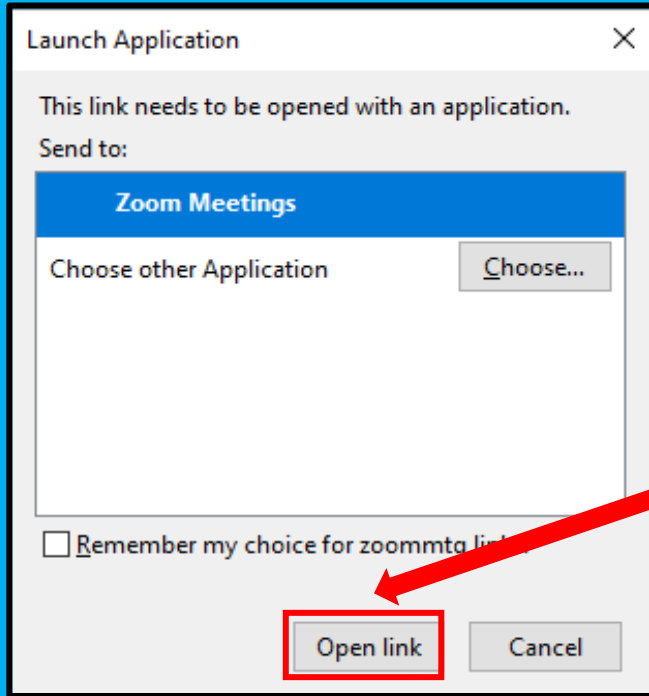 Launch Application
This link needs to be opened with an application.
Send to:
Zoom Meetings
Choose other Application
Choose...
Remember my choice for zoommtg
Open link
Cancel